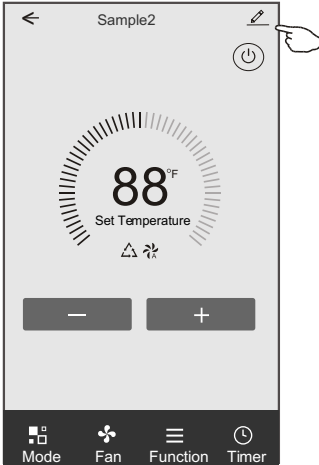 Sample2
88°F
Set Temperature
A
− +
Mode Fan Function Timer